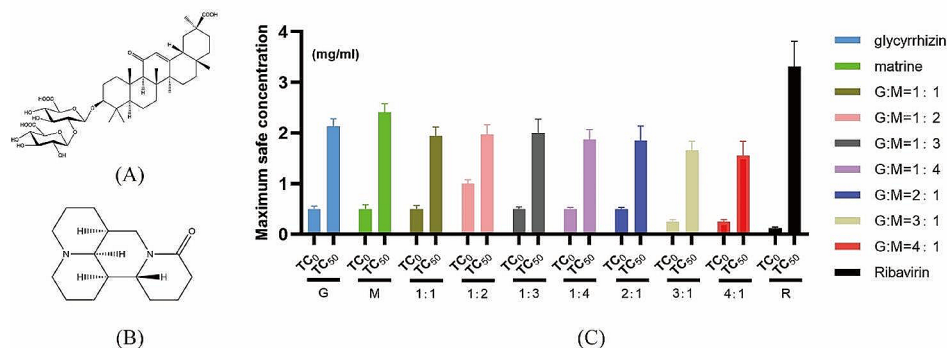 COOH
O
HOOC
O
HO
O
O
OH
HOOC
O
HO
HO
OH
H
H
H
(A)
N
H
H
H
H
N
O
(B)
Maximum safe concentration
(mg/ml)
4
3
2
1
0
TC0 TC50 TC0 TC50 TC0 TC50 TC0 TC50 TC0 TC50 TC0 TC50 TC0 TC50 TC0 TC50 TC0 TC50 TC0 TC50
G M 1:1 1:2 1:3 1:4 2:1 3:1 4:1 R
(C)
glycyrrhizin
matrine
G:M=1: 1
G:M=1: 2
G:M=1: 3
G:M=1: 4
G:M=2: 1
G:M=3: 1
G:M=4: 1
Ribavirin